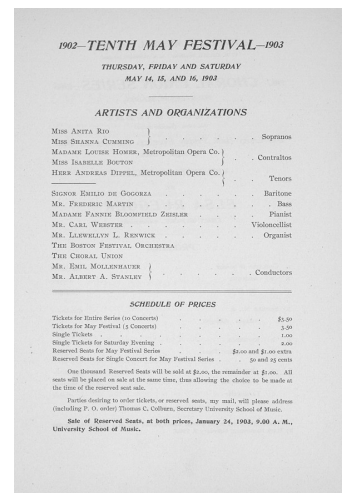 1902—TENTH MAY FESTIVAL—1903
THURSDAY, FRIDAY AND SATURDAY
MAY 14, 15, AND 16, 1903
ARTISTS AND ORGANIZATIONS
Miss Anita Rio
Miss Shanna Cumming } . . . . . . Sopranos
Madame Louise Homer, Metropolitan Opera Co.
Miss Isabelle Bouton } . . Contraltos
Herr Andreas Dippel, Metropolitan Opera Co. } . . Tenors
Signor Emilio de Gogorza . . . . . . Baritone
Mr. Frederic Martin . . . . . . . Bass
Madame Fannie Bloomfield Zeisler . . . . Pianist
Mr. Carl Webster . . . . . . Violoncellist
Mr. Llewellyn L. Renwick . . . . . Organist
The Boston Festival Orchestra
The Choral Union
Mr. Emil Mollenhauer
Mr. Albert A. Stanley } . . . . . . Conductors
SCHEDULE OF PRICES
Tickets for Entire Series (10 Concerts) . . . . . $5.50
Tickets for May Festival (5 Concerts) . . . . . 3.50
Single Tickets . . . . . . . 1.00
Single Tickets for Saturday Evening . . . . . 2.00
Reserved Seats for May Festival Series . . $2.00 and $1.00 extra
Reserved Seats for Single Concert for May Festival Series . . 50 and 25 cents
One thousand Reserved Seats will be sold at $2.00, the remainder at $1.00. All
seats will be placed on sale at the same time, thus allowing the choice to be made at
the time of the reserved seat sale.
Parties desiring to order tickets, or reserved seats, my mail, will please address
(including P. O. order) Thomas C. Colburn, Secretary University School of Music.
Sale of Reserved Seats, at both prices, January 24, 1903, 9.00 A. M.,
University School of Music.